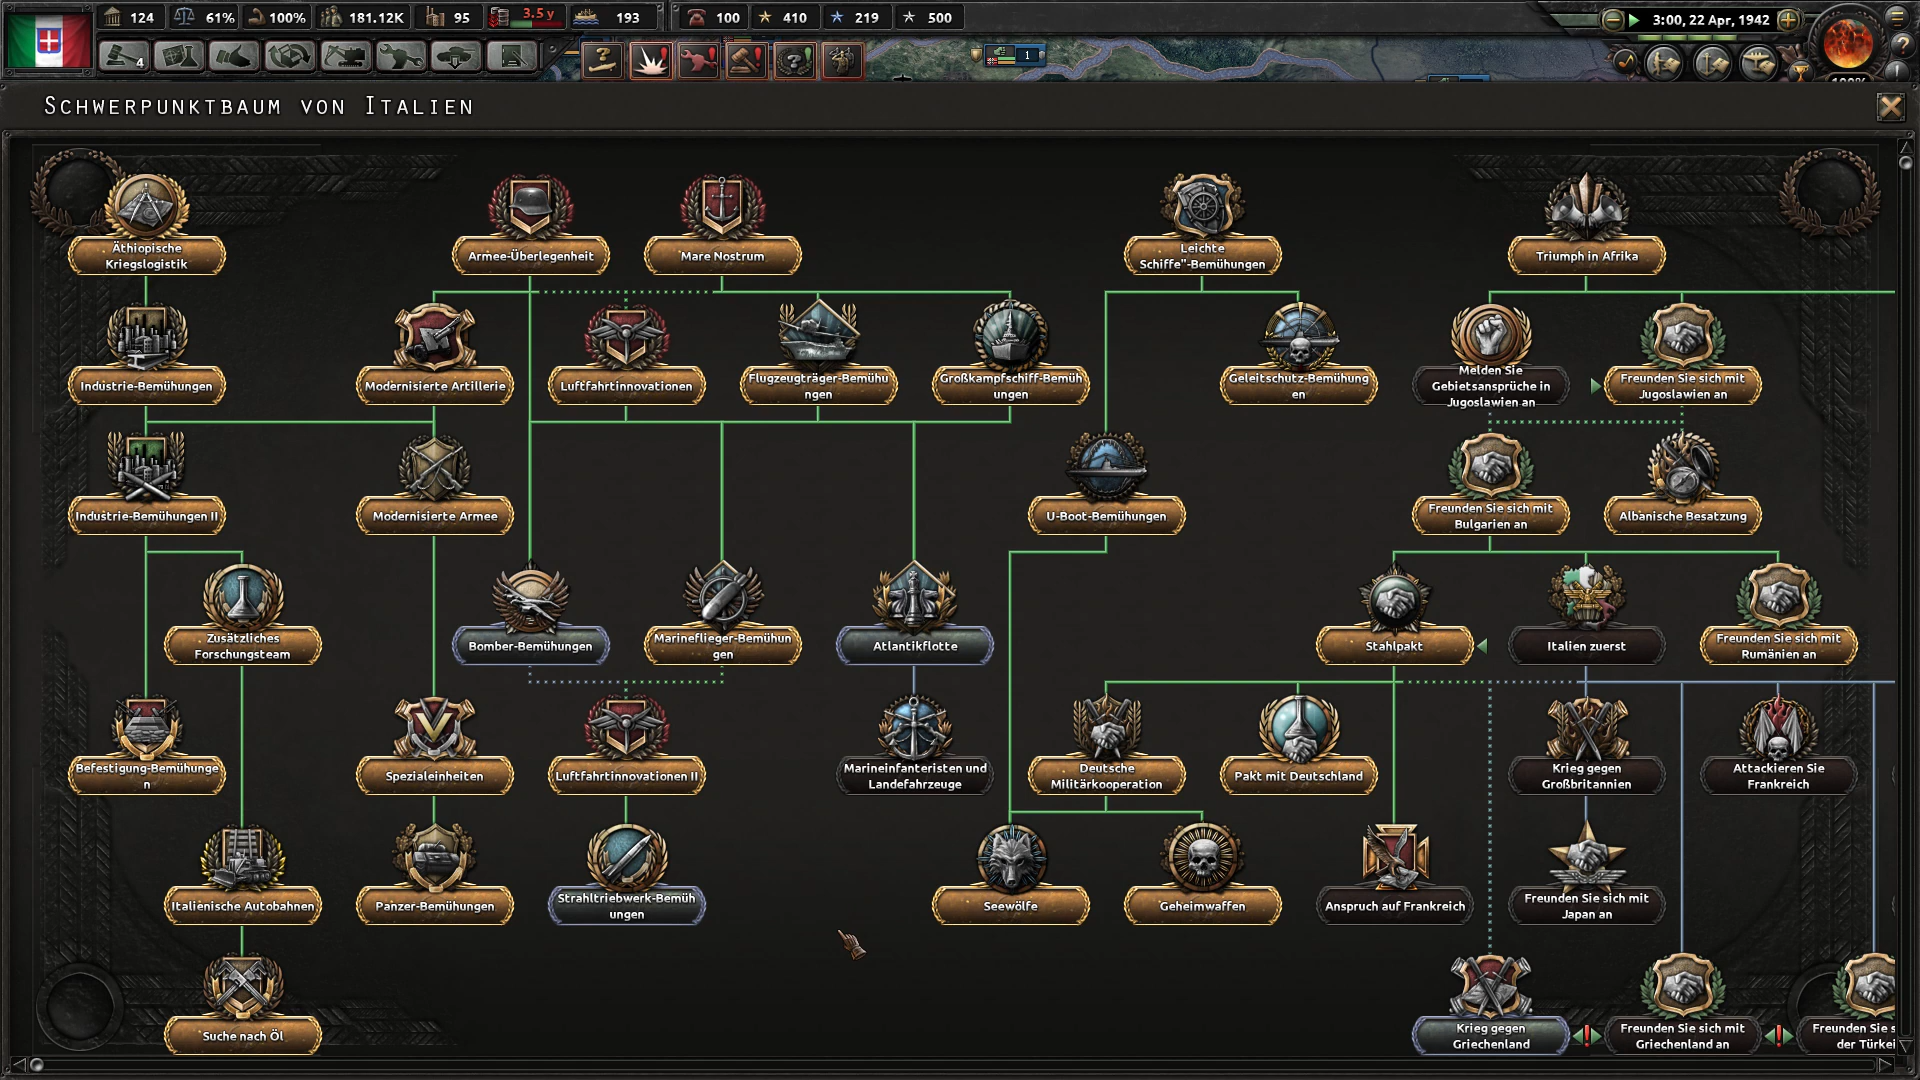 124
61%
100%
181.12K
95
3.5 y
193
100
410
219
500
3:00, 22 Apr, 1942
4
1
Schwerpunktbaum von Italien
Äthiopische
Kriegslogistik
Armee-Überlegenheit
Mare Nostrum
Leichte
Schiffe"-Bemühungen
Triumph in Afrika
Industrie-Bemühungen
Modernisierte Artillerie
Luftfahrtinnovationen
Flugzeugträger-Bemühu
ngen
Großkampfschiff-Bemüh
ungen
Geleitschutz-Bemühung
en
Melden Sie
Gebietsansprüche in
Jugoslawien an
Freunden Sie sich mit
Jugoslawien an
Industrie-Bemühungen II
Modernisierte Armee
U-Boot-Bemühungen
Freunden Sie sich mit
Bulgarien an
Albanische Besatzung
Zusätzliches
Forschungsteam
Bomber-Bemühungen
Marineflieger-Bemühun
gen
Atlantikflotte
Stahlpakt
Italien zuerst
Freunden Sie sich mit
Rumänien an
Befestigung-Bemühunge
n
Spezialeinheiten
Luftfahrtinnovationen II
Marineinfanteristen und
Landefahrzeuge
Deutsche
Militärkooperation
Pakt mit Deutschland
Krieg gegen
Großbritannien
Attackieren Sie
Frankreich
Italienische Autobahnen
Panzer-Bemühungen
Strahltriebwerk-Bemüh
ungen
Seewölfe
Geheimwaffen
Anspruch auf Frankreich
Freunden Sie sich mit
Japan an
Suche nach Öl
Krieg gegen
Griechenland
Freunden Sie sich mit
Griechenland an
Freunden Sie s
der Türkei